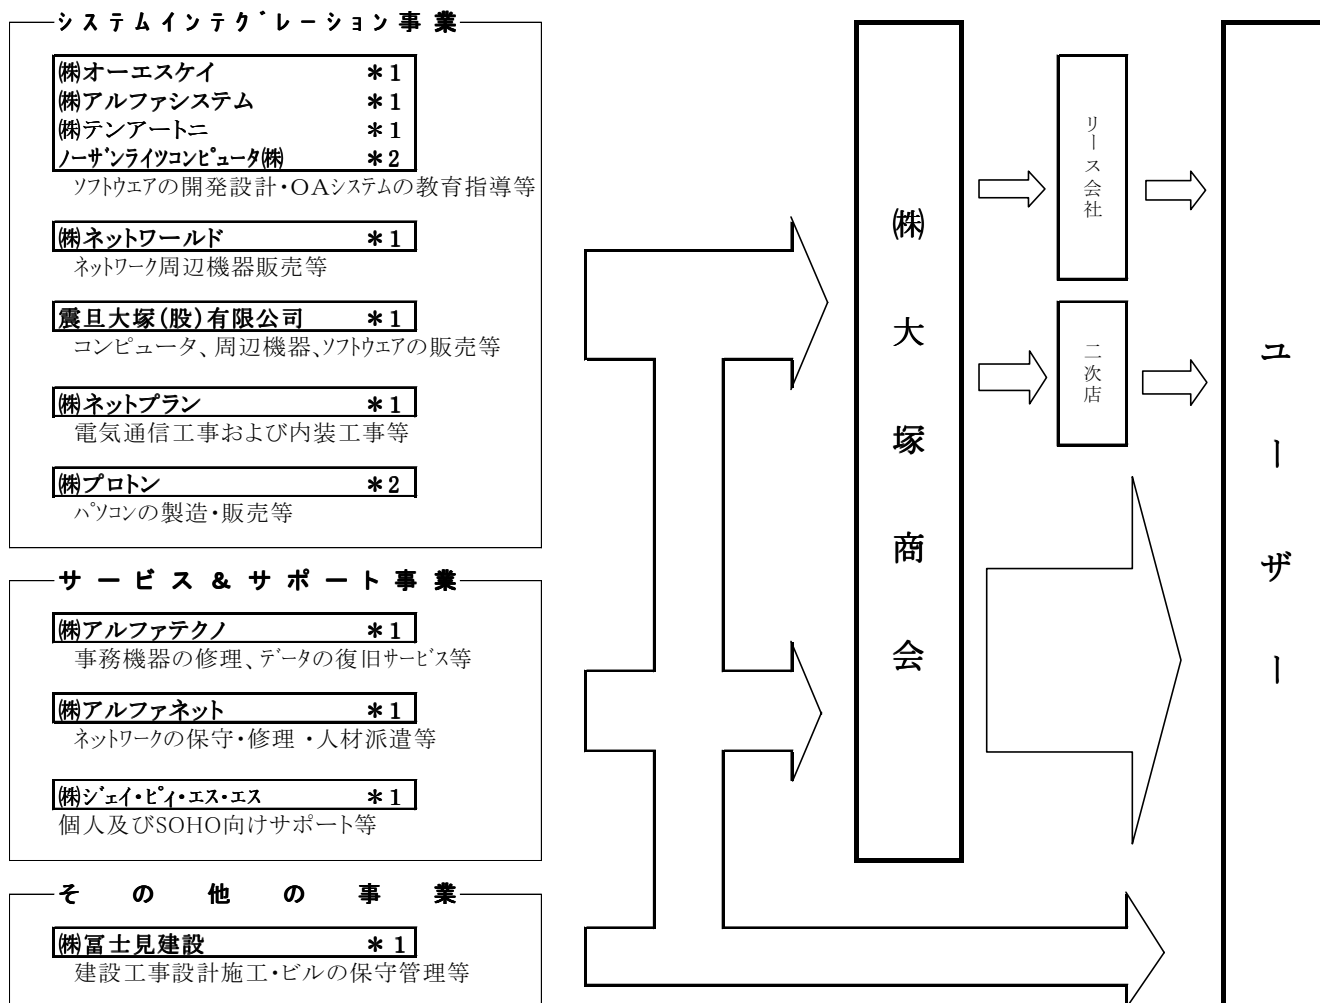 システムインテグレーション事業
㈱オーエスケイ ＊1
㈱アルファシステム ＊1
㈱テンアートニ ＊1
ノーザンライツコンピュータ㈱ ＊2
ソフトウエアの開発設計・OAシステムの教育指導等
㈱ネットワールド ＊1
ネットワーク周辺機器販売等
震旦大塚(股)有限公司 ＊1
コンピュータ、周辺機器、ソフトウエアの販売等
㈱ネットプラン ＊1
電気通信工事および内装工事等
㈱プロトン ＊2
パソコンの製造・販売等
サービス＆サポート事業
㈱アルファテクノ ＊1
事務機器の修理、データの復旧サービス等
㈱アルファネット ＊1
ネットワークの保守・修理・人材派遣等
㈱ジェイ・ピィ・エス・エス ＊1
個人及びSOHO向けサポート等
その他の事業
㈱冨士見建設 ＊1
建設工事設計施工・ビルの保守管理等
㈱大塚商会
リース会社
二次店
ユーザー